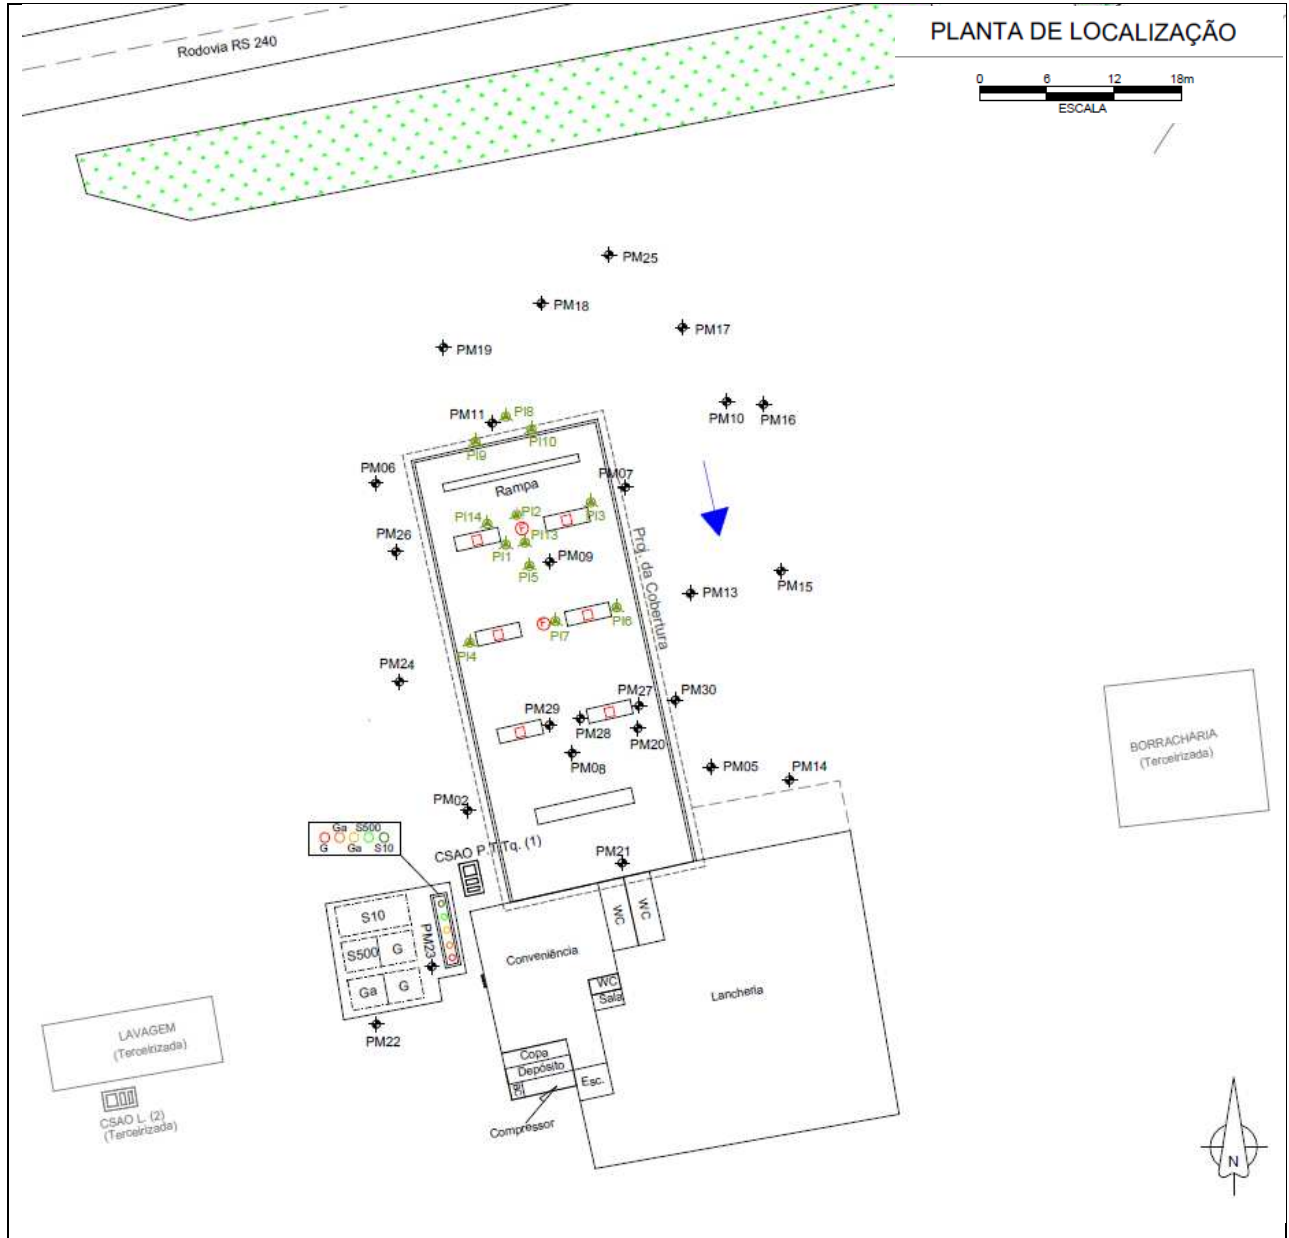 PLANTA DE LOCALIZAÇÃO
0 6 12 18m
ESCALA
Rodovia RS 240
PM25
PM18
PM17
PM19
PM10
PM16
PM11
PI8
PI10
PI9
PM06
PM07
Rampa
PI3
PI14
PI2
F
PI13
PI1
PM26
PM09
PI5
Proj. da Cobertura
PM13
PM15
PI6
F
PI7
PI4
PM24
PM27
PM30
PM29
PM28
PM20
PM08
PM05
PM14
BORRACHARIA
(Terceirizada)
PM02
Ga S500
G Ga S10
CSAO P.T.Tq. (1)
PM21
WC
WC
S10
S500
G
Ga
G
PM23
PM22
Conveniência
WC
Sala
Lancheria
Copa
Depósito
Esc.
Compressor
LAVAGEM
(Terceirizada)
CSAO L. (2)
(Terceirizada)
N